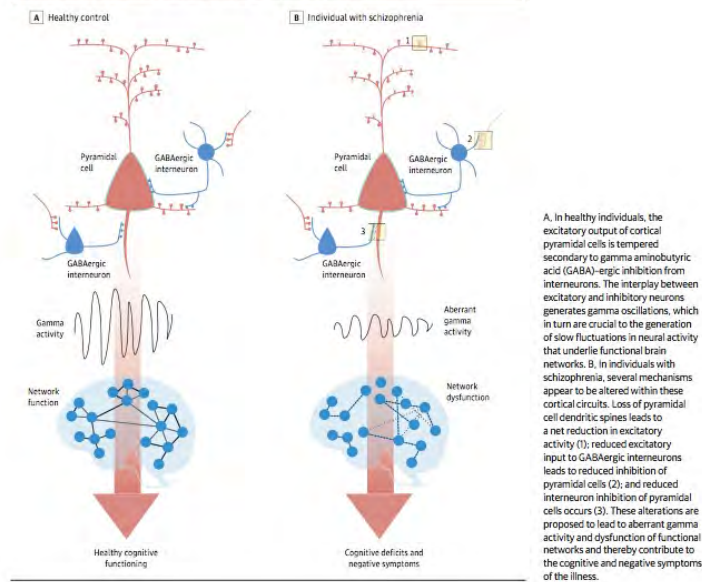 A Healthy control
Pyramidal
cell
GABAergic
interneuron
GABAergic
interneuron
Gamma
activity
Network
function
Healthy cognitive
functioning
B Individual with schizophrenia
1
2
Pyramidal
cell
GABAergic
interneuron
3
GABAergic
interneuron
Aberrant
gamma
activity
Network
dysfunction
Cognitive deficits and
negative symptoms
A, In healthy individuals, the
excitatory output of cortical
pyramidal cells is tempered
secondary to gamma aminobutyric
acid (GABA)-ergic inhibition from
interneurons. The interplay between
excitatory and inhibitory neurons
generates gamma oscillations, which
in turn are crucial to the generation
of slow fluctuations in neural activity
that underlie functional brain
networks. B, In individuals with
schizophrenia, several mechanisms
appear to be altered within these
cortical circuits. Loss of pyramidal
cell dendritic spines leads to
a net reduction in excitatory
activity (1); reduced excitatory
input to GABAergic interneurons
leads to reduced inhibition of
pyramidal cells (2); and reduced
interneuron inhibition of pyramidal
cells occurs (3). These alterations are
proposed to lead to aberrant gamma
activity and dysfunction of functional
networks and thereby contribute to
the cognitive and negative symptoms
of the illness.